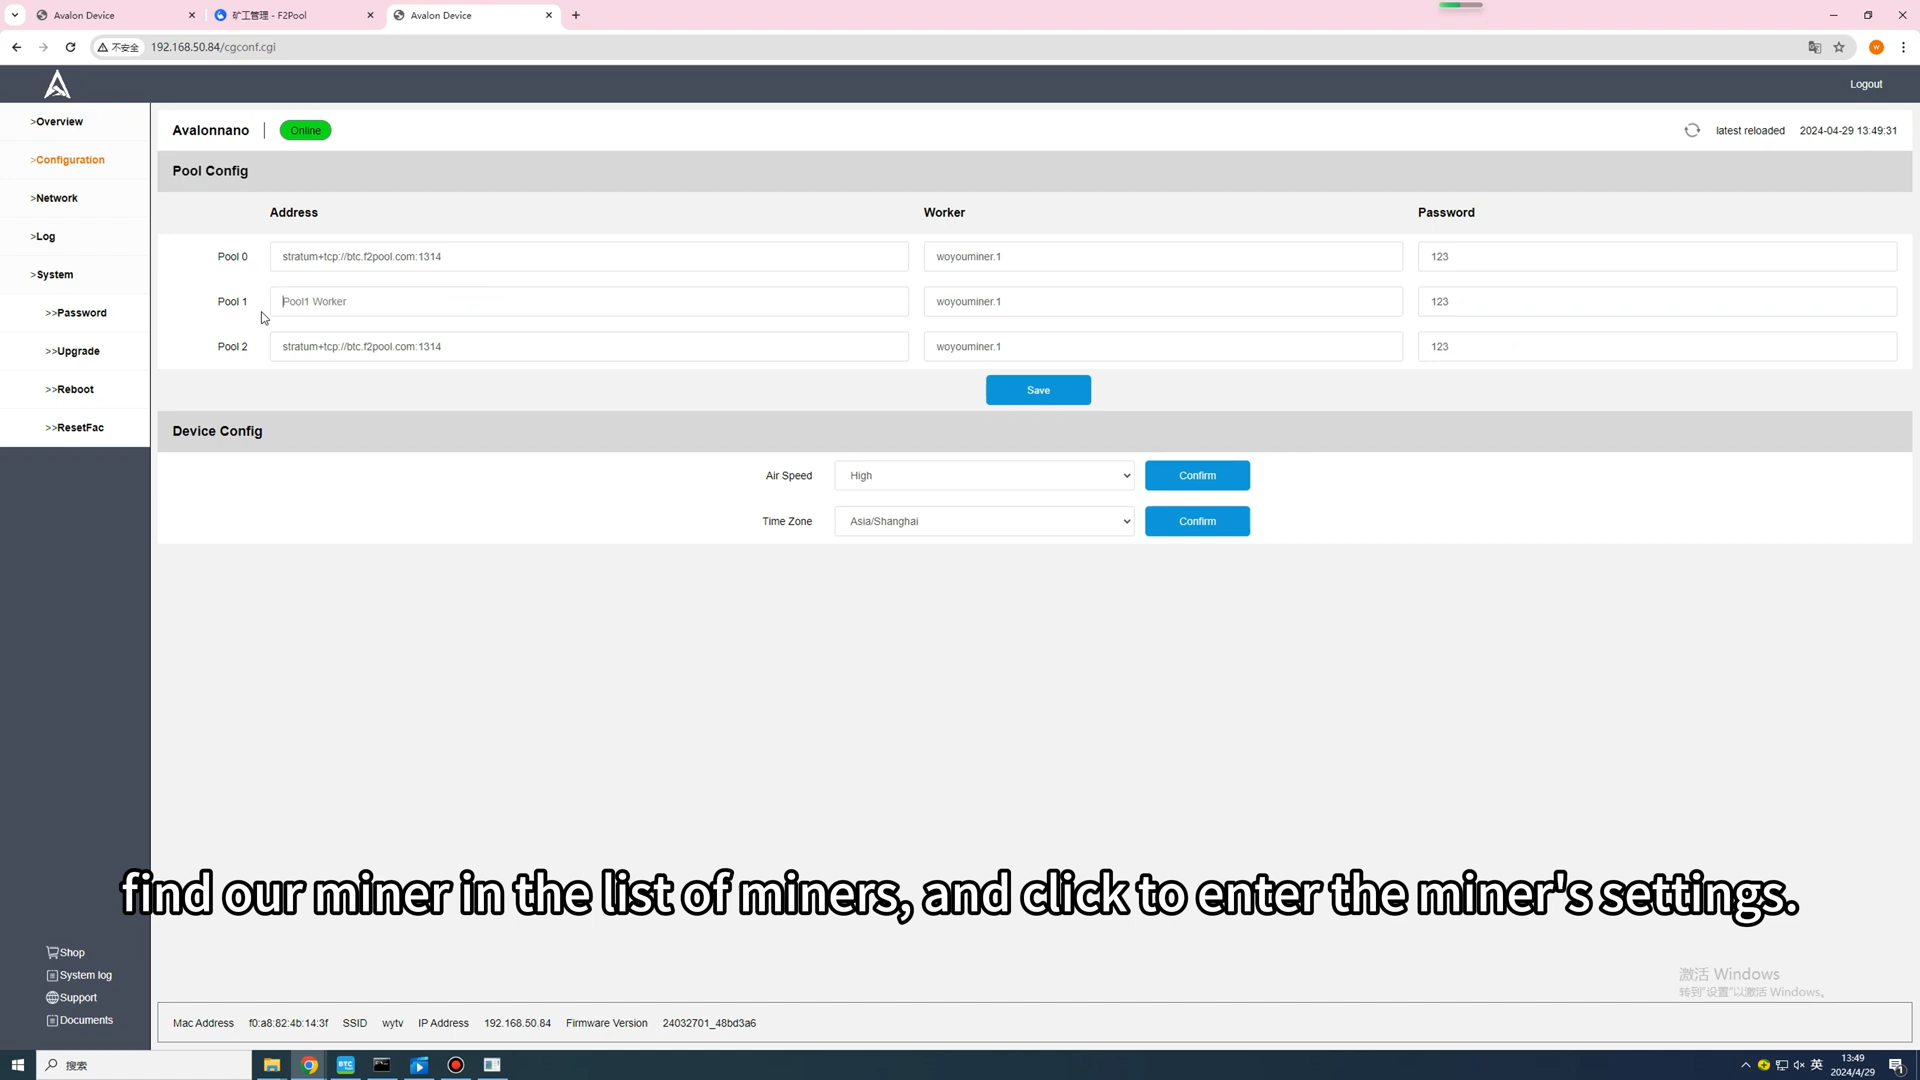 Avalon Device
矿工管理 - F2Pool
Avalon Device
不安全 192.168.50.84/cgconf.cgi
W
Logout
>Overview
>Configuration
>Network
>Log
>System
>>Password
>>Upgrade
>>Reboot
>>ResetFac
Avalonnano | Online
latest reloaded 2024-04-29 13:49:31
Pool Config
Address Worker Password
Pool 0 stratum+tcp://btc.f2pool.com:1314 woyouminer.1 123
Pool 1 Pool1 Worker woyouminer.1 123
Pool 2 stratum+tcp://btc.f2pool.com:1314 woyouminer.1 123
Save
Device Config
Air Speed High Confirm
Time Zone Asia/Shanghai Confirm
find our miner in the list of miners, and click to enter the miner's settings.
Shop
System log
Support
Documents
激活 Windows
转到"设置"以激活 Windows。
Mac Address f0:a8:82:4b:14:3f SSID wytv IP Address 192.168.50.84 Firmware Version 24032701_48bd3a6
搜索
BTC
英
13:49
2024/4/29
1